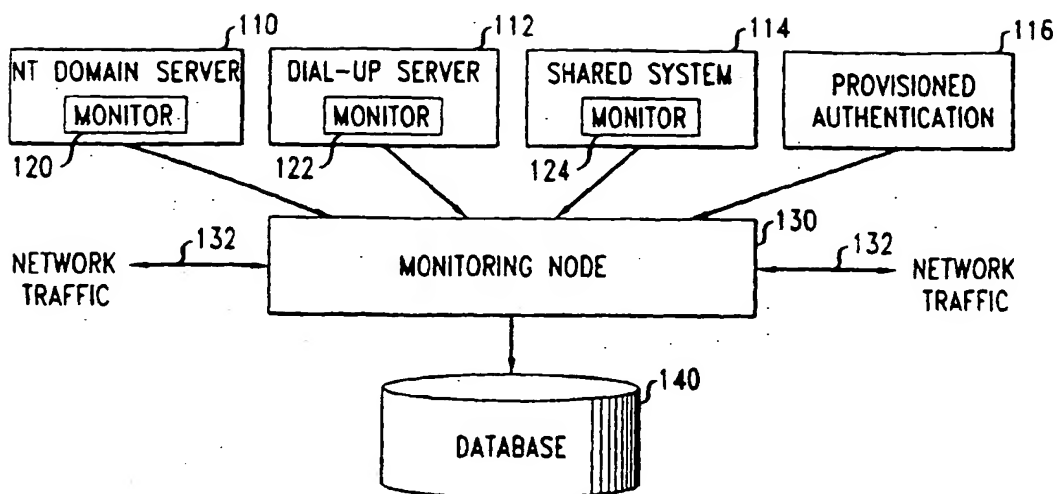 110
112
114
116
NT DOMAIN SERVER
MONITOR
120
DIAL-UP SERVER
MONITOR
122
SHARED SYSTEM
MONITOR
124
PROVISIONED
AUTHENTICATION
130
132
132
NETWORK
TRAFFIC
MONITORING NODE
NETWORK
TRAFFIC
140
DATABASE